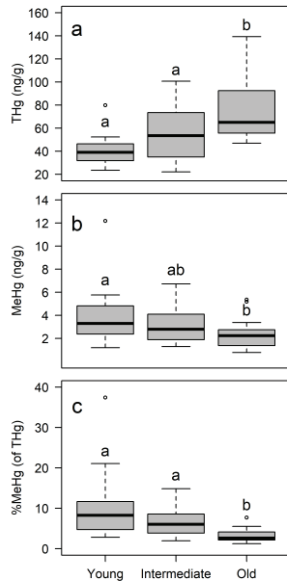 160
140
120
100
80
60
40
20
THg (ng/g)
a
a
a
b
14
12
10
8
6
4
2
MeHg (ng/g)
b
a
ab
b
40
30
20
10
0
%MeHg (of THg)
c
a
a
b
Young Intermediate Old